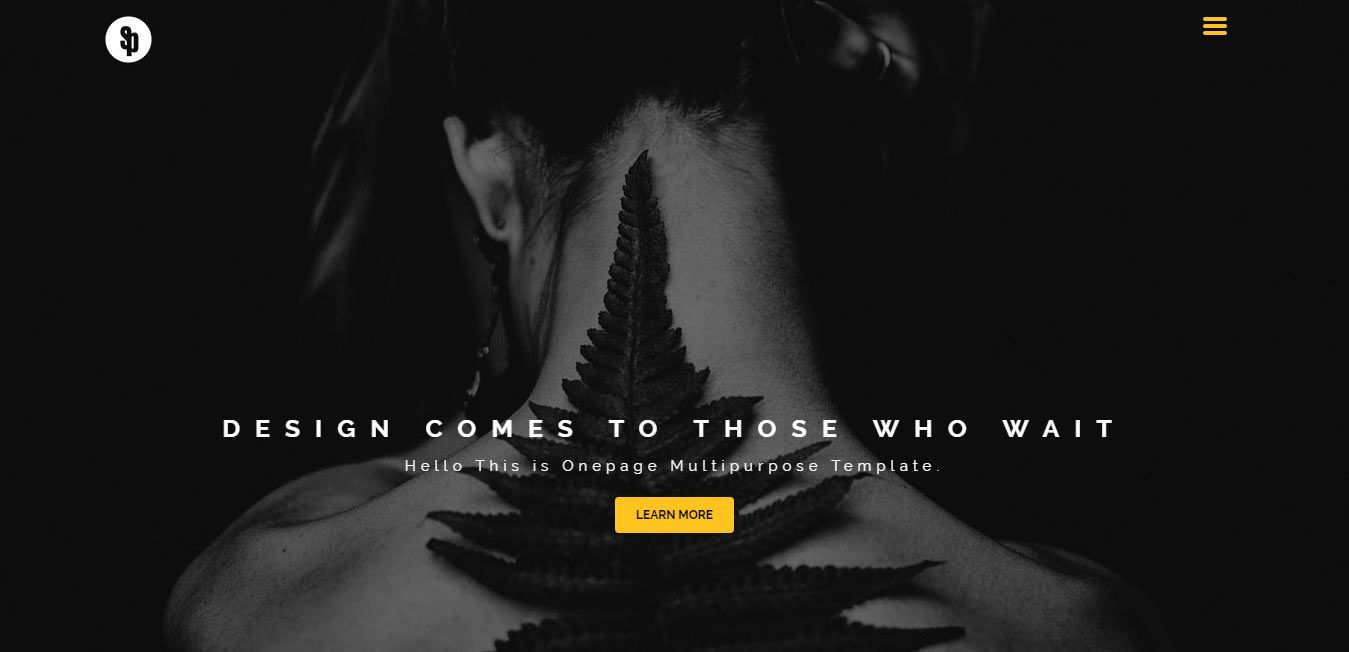 SP
DESIGN COMES TO THOSE WHO WAIT
Hello This is Onepage Multipurpose Template.
LEARN MORE